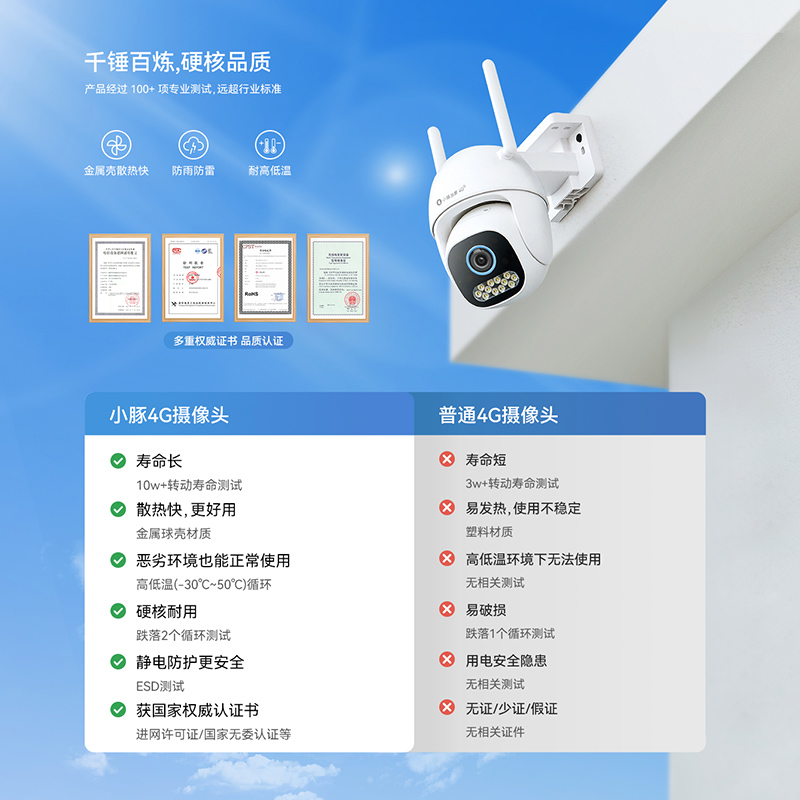 千锤百炼,硬核品质
产品经过 100+ 项专业测试,远超行业标准
金属壳散热快 防雨防雷 耐高低温
TEST REPORT
RoHS
多重权威证书 品质认证
小豚4G摄像头
寿命长
10w+转动寿命测试
散热快,更好用
金属球壳材质
恶劣环境也能正常使用
高低温(-30℃~50℃)循环
硬核耐用
跌落2个循环测试
静电防护更安全
ESD测试
获国家权威认证书
进网许可证/国家无委认证等
普通4G摄像头
寿命短
3w+转动寿命测试
易发热,使用不稳定
塑料材质
高低温环境下无法使用
无相关测试
易破损
跌落1个循环测试
用电安全隐患
无相关测试
无证/少证/假证
无相关证件